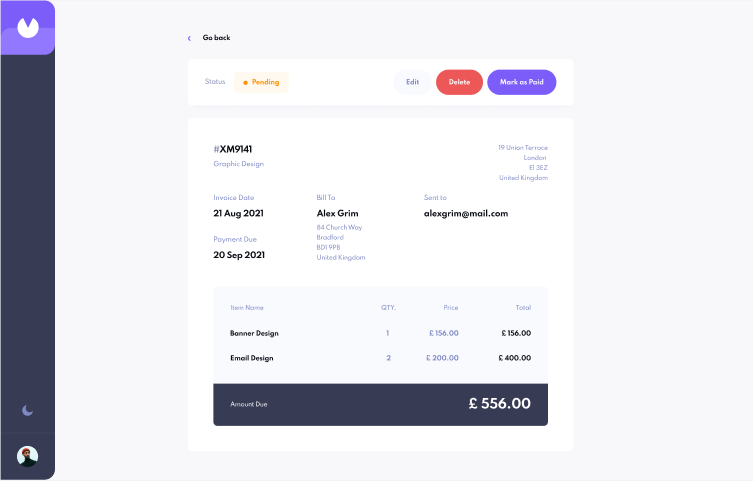 Go back
Status
Pending
Edit
Delete
Mark as Paid
#XM9141
Graphic Design
19 Union Terrace
London
E1 3EZ
United Kingdom
Invoice Date
21 Aug 2021
Payment Due
20 Sep 2021
Bill To
Alex Grim
84 Church Way
Bradford
BD1 9PB
United Kingdom
Sent to
alexgrim@mail.com
Item Name QTY. Price Total
Banner Design 1 £ 156.00 £ 156.00
Email Design 2 £ 200.00 £ 400.00
Amount Due £ 556.00